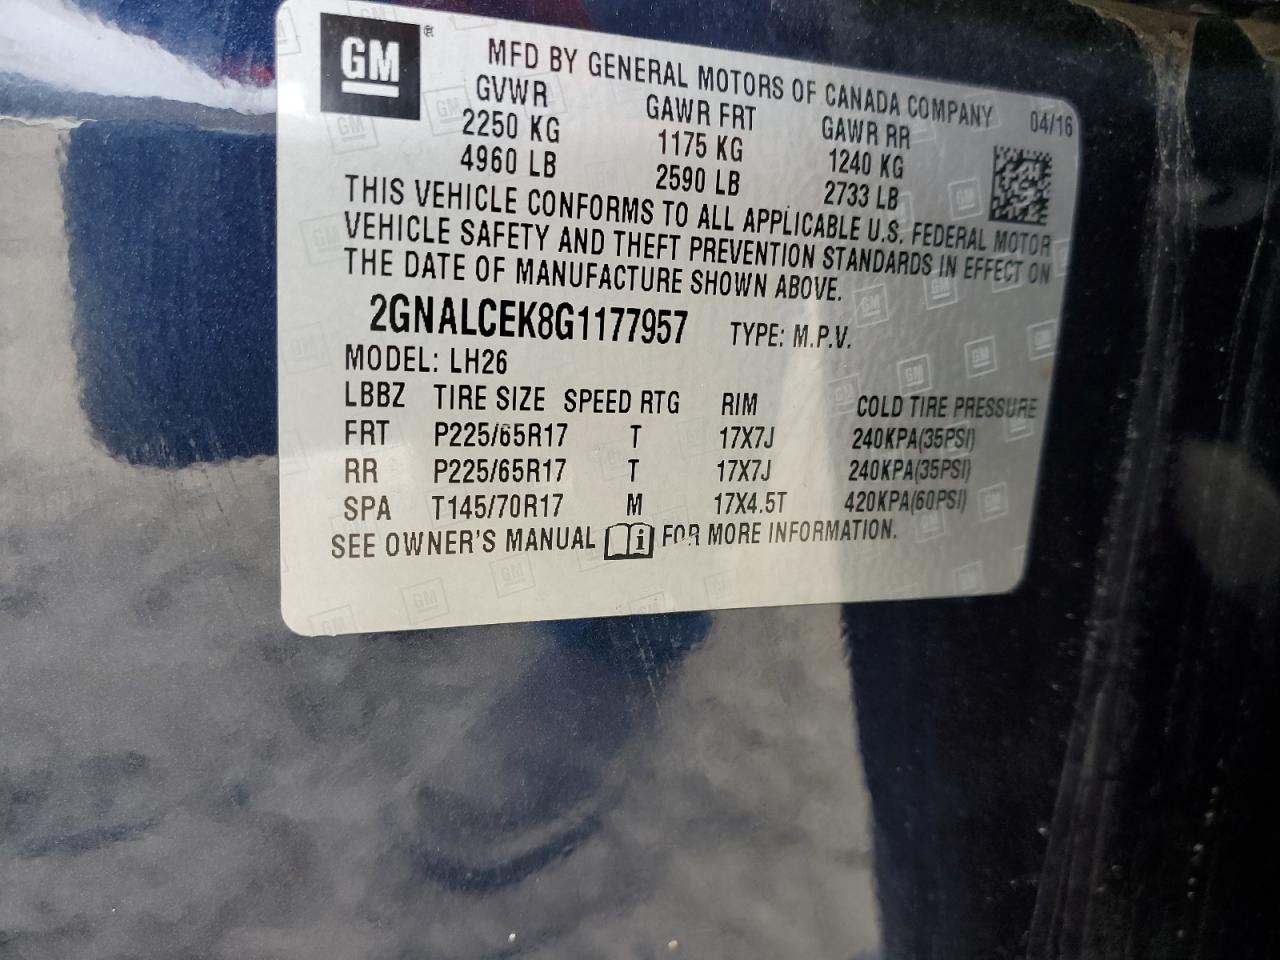 GM®
MFD BY GENERAL MOTORS OF CANADA COMPANY
GVWR GAWR FRT GAWR RR 04/16
2250 KG 1175 KG 1240 KG
4960 LB 2590 LB 2733 LB
THIS VEHICLE CONFORMS TO ALL APPLICABLE U.S. FEDERAL MOTOR
VEHICLE SAFETY AND THEFT PREVENTION STANDARDS IN EFFECT ON
THE DATE OF MANUFACTURE SHOWN ABOVE.
2GNALCEK8G1177957 TYPE: M.P.V.
MODEL: LH26
LBBZ TIRE SIZE SPEED RTG RIM COLD TIRE PRESSURE
FRT P225/65R17 T 17X7J 240KPA(35PSI)
RR P225/65R17 T 17X7J 240KPA(35PSI)
SPA T145/70R17 M 17X4.5T 420KPA(60PSI)
SEE OWNER'S MANUAL i FOR MORE INFORMATION.